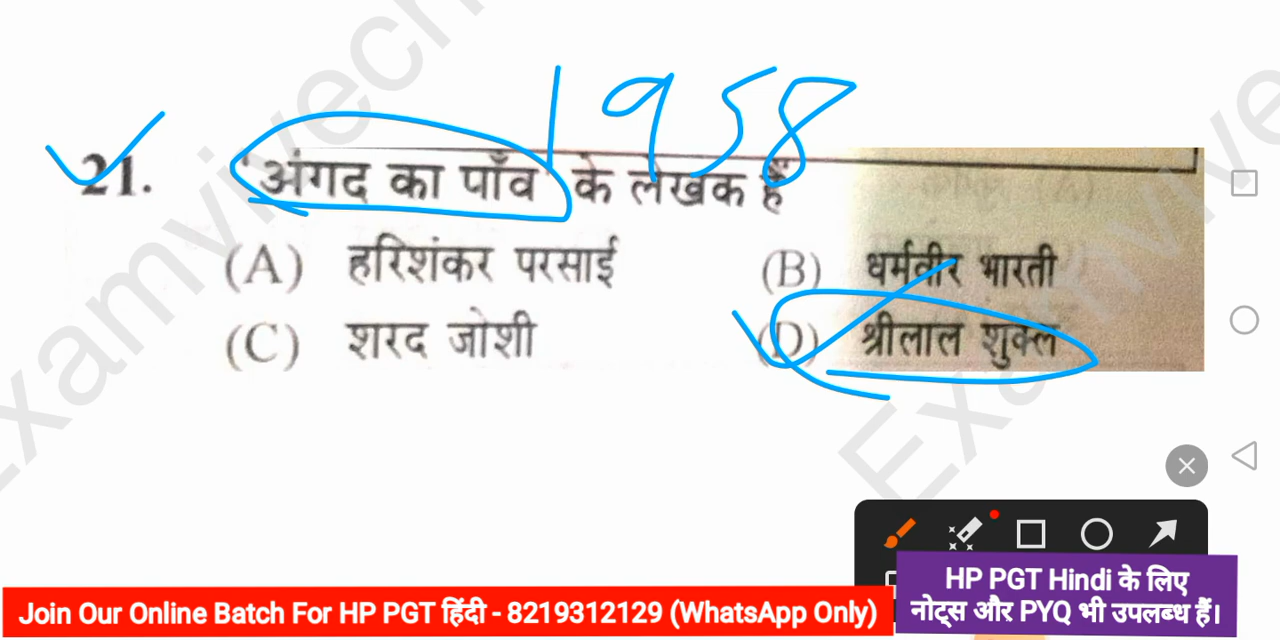 1958
21. 'अंगद का पाँव' के लेखक हैं
(A) हरिशंकर परसाई (B) धर्मवीर भारती
(C) शरद जोशी (D) श्रीलाल शुक्ल
Join Our Online Batch For HP PGT हिंदी - 8219312129 (WhatsApp Only)
HP PGT Hindi के लिए
नोट्स और PYQ भी उपलब्ध हैं।